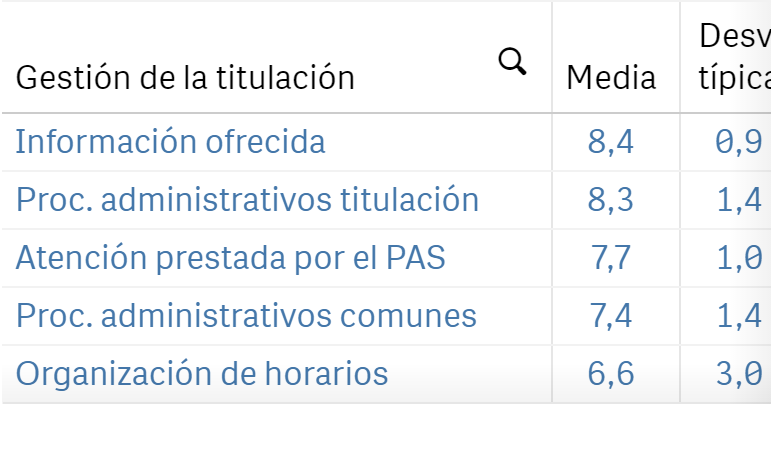 Gestión de la titulación Media Desv
típica
Información ofrecida 8,4 0,9
Proc. administrativos titulación 8,3 1,4
Atención prestada por el PAS 7,7 1,0
Proc. administrativos comunes 7,4 1,4
Organización de horarios 6,6 3,0